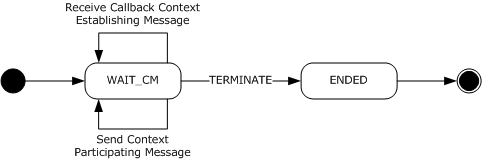 Receive Callback Context
Establishing Message
WAIT_CM
TERMINATE
ENDED
Send Context
Participating Message